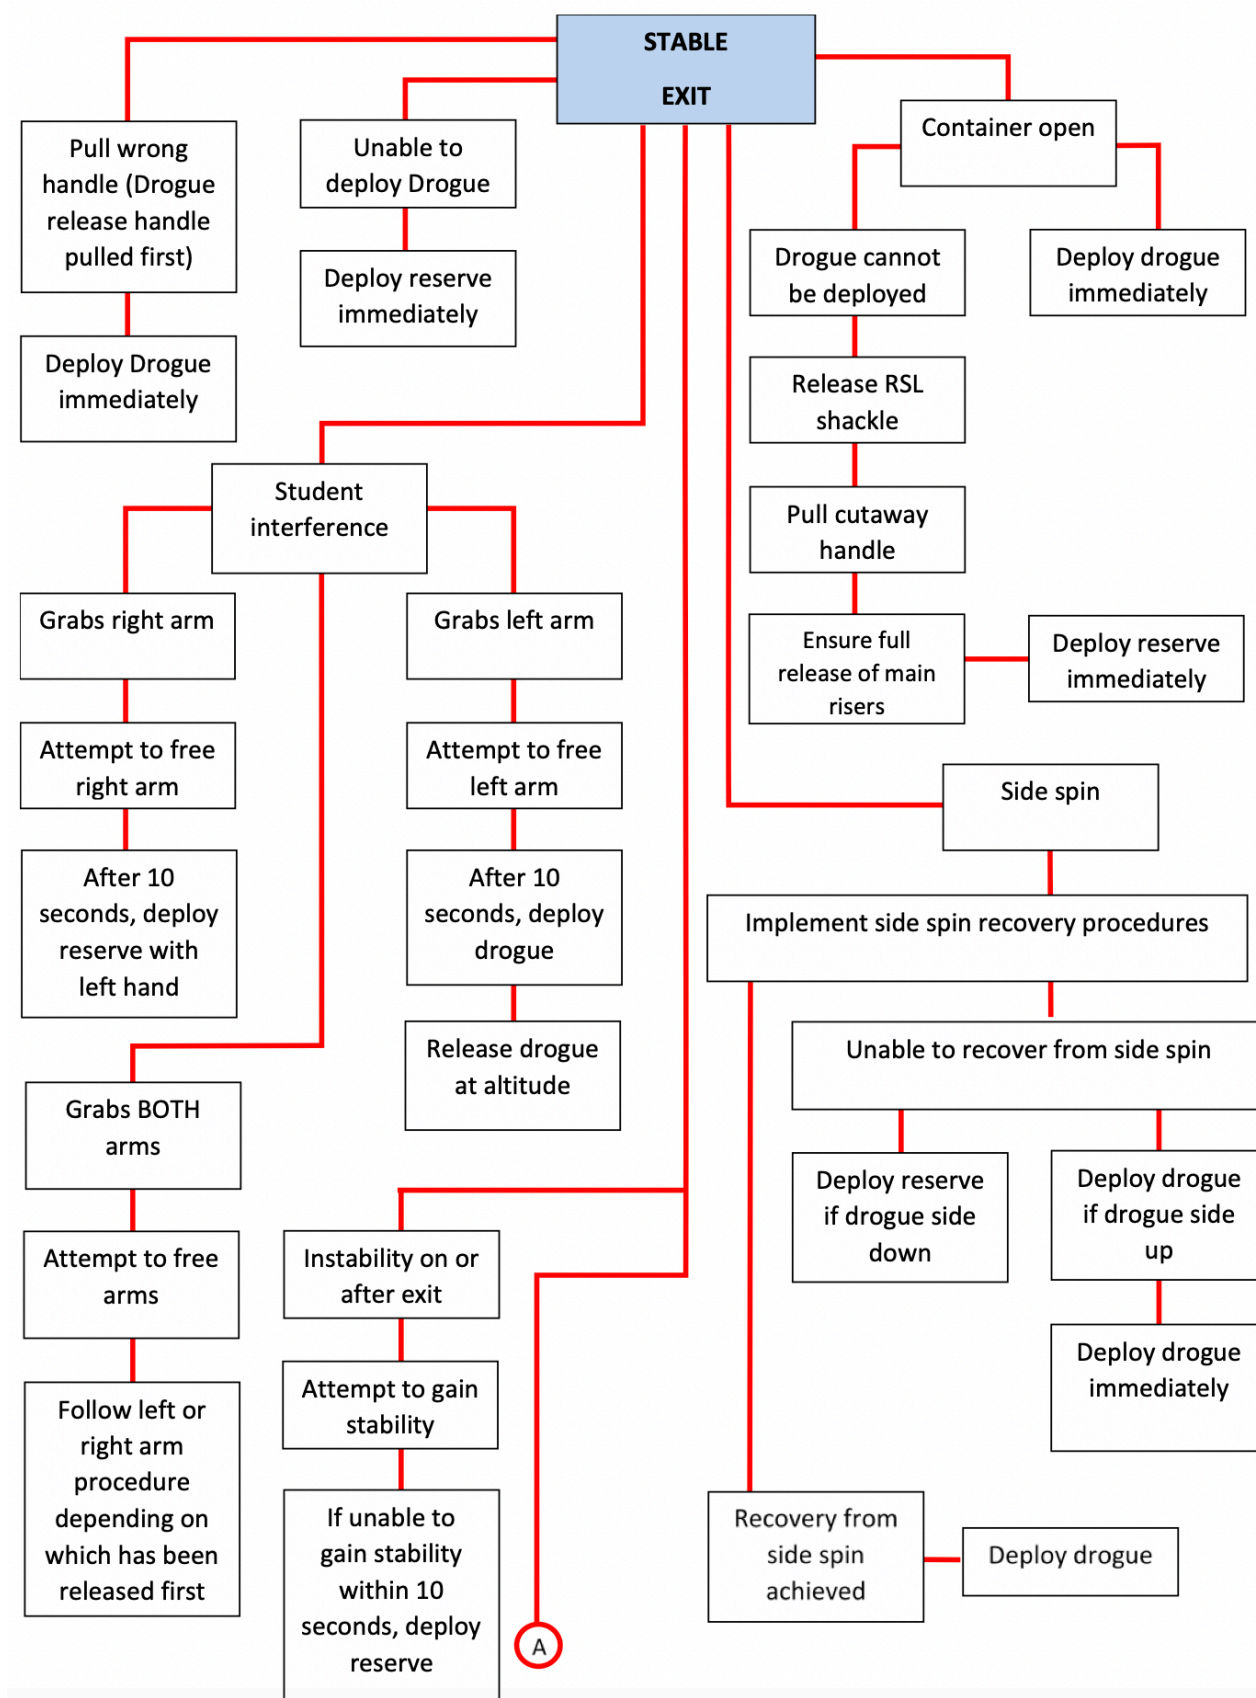 STABLE
EXIT
Pull wrong
handle (Drogue
release handle
pulled first)
Deploy Drogue
immediately
Unable to
deploy Drogue
Deploy reserve
immediately
Container open
Drogue cannot
be deployed
Deploy drogue
immediately
Release RSL
shackle
Pull cutaway
handle
Ensure full
release of main
risers
Deploy reserve
immediately
Student
interference
Grabs right arm
Attempt to free
right arm
After 10
seconds, deploy
reserve with
left hand
Grabs left arm
Attempt to free
left arm
After 10
seconds, deploy
drogue
Release drogue
at altitude
Grabs BOTH
arms
Attempt to free
arms
Follow left or
right arm
procedure
depending on
which has been
released first
Instability on or
after exit
Attempt to gain
stability
If unable to
gain stability
within 10
seconds, deploy
reserve
A
Side spin
Implement side spin recovery procedures
Unable to recover from side spin
Deploy reserve
if drogue side
down
Deploy drogue
if drogue side
up
Deploy drogue
immediately
Recovery from
side spin
achieved
Deploy drogue